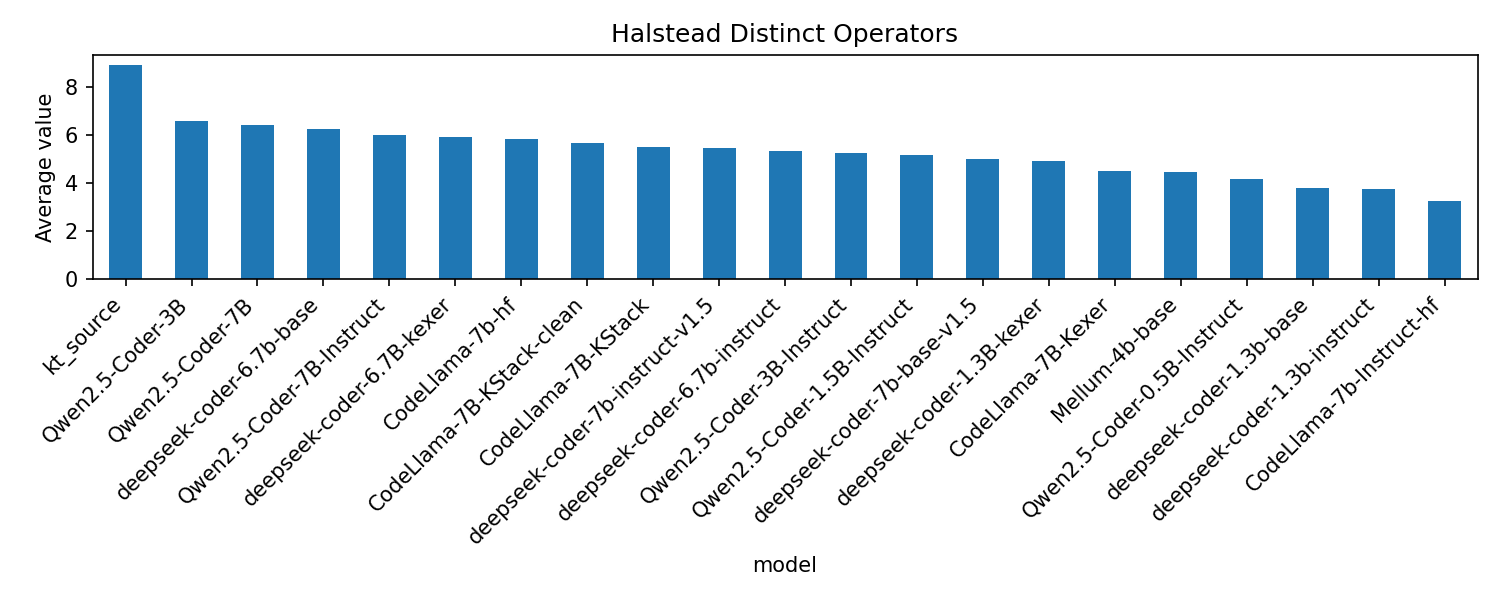 Halstead Distinct Operators
Average value
8
6
4
2
0
kt_source
Qwen2.5-Coder-3B
Qwen2.5-Coder-7B
deepseek-coder-6.7b-base
Qwen2.5-Coder-7B-Instruct
deepseek-coder-6.7B-kexer
CodeLlama-7b-hf
CodeLlama-7B-KStack-clean
CodeLlama-7B-KStack
deepseek-coder-7b-instruct-v1.5
deepseek-coder-6.7b-instruct
Qwen2.5-Coder-3B-Instruct
Qwen2.5-Coder-1.5B-Instruct
deepseek-coder-7b-base-v1.5
deepseek-coder-1.3B-kexer
CodeLlama-7B-Kexer
Mellum-4b-base
Qwen2.5-Coder-0.5B-Instruct
deepseek-coder-1.3b-base
deepseek-coder-1.3b-instruct
CodeLlama-7b-Instruct-hf
model